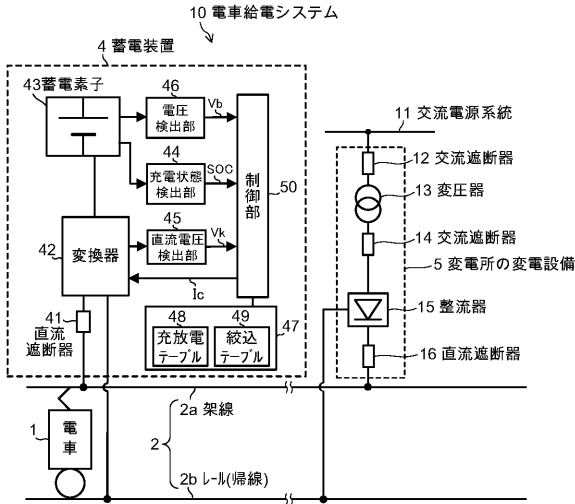 10 電車給電システム
4 蓄電装置
43蓄電素子
46
電圧
検出部
Vb
44
充電状態
検出部
SOC
45
直流電圧
検出部
Vk
Ic
制御部
50
42
変換器
41
直流
遮断器
48
充放電
テーブル
49
絞込
テーブル
47
11 交流電源系統
12 交流遮断器
13 変圧器
14 交流遮断器
5 変電所の変電設備
15 整流器
16 直流遮断器
2a 架線
2
2b レール(帰線)
1
電車